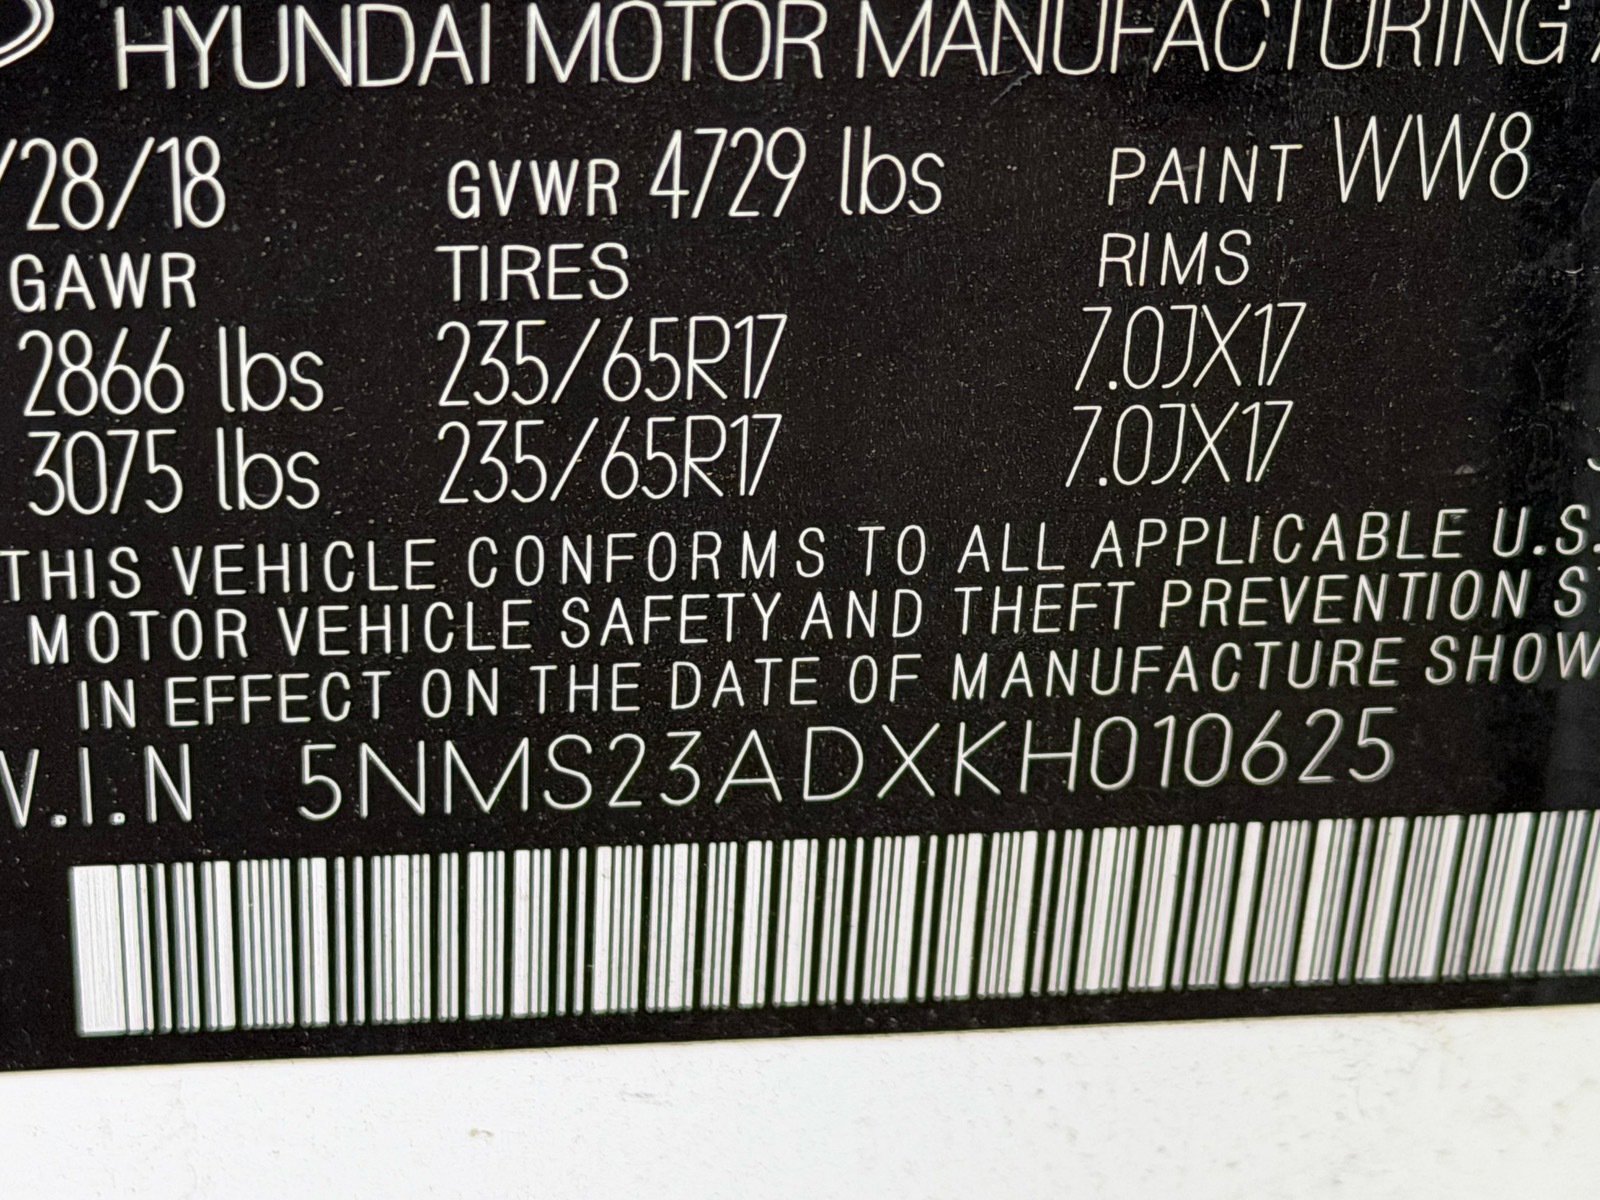 HYUNDAI MOTOR MANUFACTURING
/28/18 GVWR 4729 lbs PAINT WW8
GAWR TIRES RIMS
2866 lbs 235/65R17 7.0JX17
3075 lbs 235/65R17 7.0JX17
THIS VEHICLE CONFORMS TO ALL APPLICABLE U.S.
MOTOR VEHICLE SAFETY AND THEFT PREVENTION
IN EFFECT ON THE DATE OF MANUFACTURE SHOW
V.I.N 5NMS23ADXKH010625